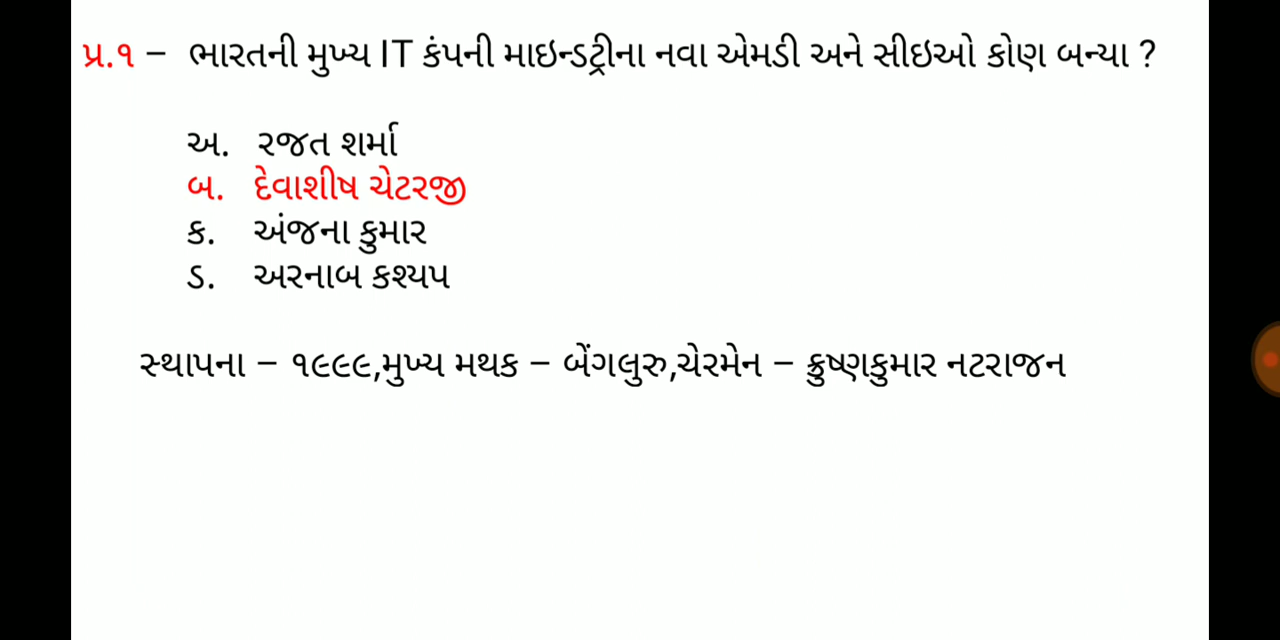 પ્ર.૧ – ભારતની મુખ્ય IT કંપની માઇન્ડટ્રીના નવા એમડી અને સીઇઓ કોણ બન્યા ?
અ. રજત શર્મા
બ. દેવાશીષ ચેટરજી
ક. અંજના કુમાર
ડ. અરનાબ કશ્યપ
સ્થાપના – ૧૯૯૯,મુખ્ય મથક – બેંગલુરુ,ચેરમેન – ક્રુષ્ણકુમાર નટરાજન